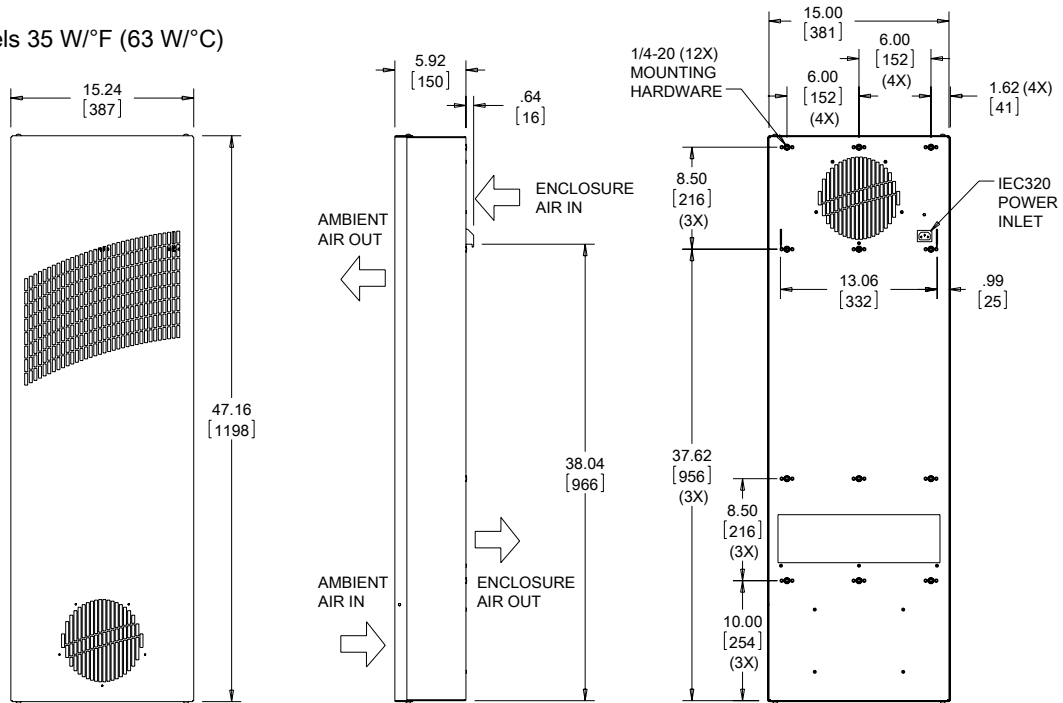 els 35 W/°F (63 W/°C)
15.24
[387]
47.16
[1198]
5.92
[150]
.64
[16]
ENCLOSURE
AIR IN
AMBIENT
AIR OUT
38.04
[966]
AMBIENT
AIR IN
ENCLOSURE
AIR OUT
15.00
[381]
6.00
[152]
(4X)
1/4-20 (12X)
MOUNTING
HARDWARE
6.00
[152]
(4X)
1.62 (4X)
[41]
8.50
[216]
(3X)
IEC320
POWER
INLET
13.06
[332]
.99
[25]
37.62
[956]
(3X)
8.50
[216]
(3X)
10.00
[254]
(3X)